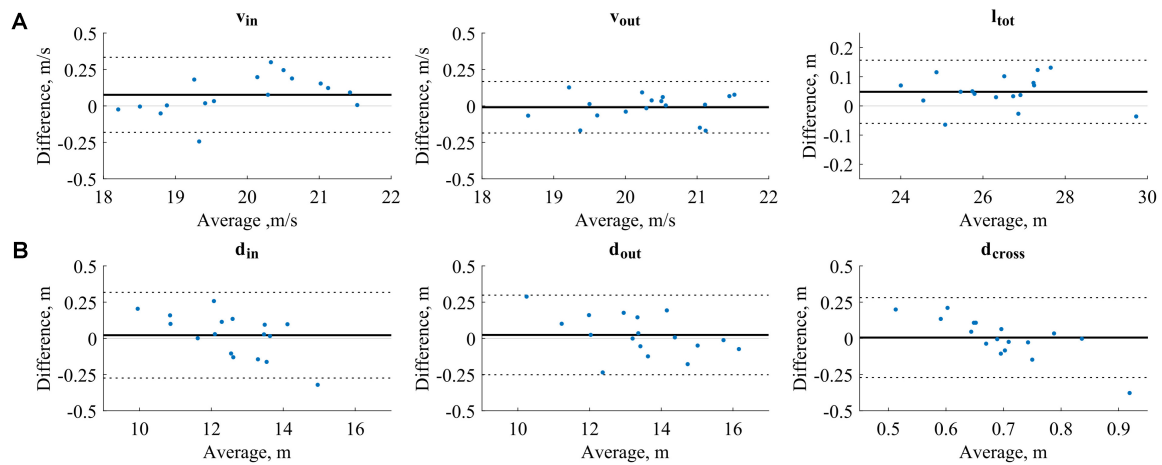 A
v_in
v_out
l_tot
0.5
0.25
0
-0.25
-0.5
Difference, m/s
18 19 20 21 22
Average ,m/s
0.5
0.25
0
-0.25
-0.5
Difference, m/s
18 19 20 21 22
Average ,m/s
0.2
0.1
0
-0.1
-0.2
Difference, m
24 26 28 30
Average, m
B
d_in
d_out
d_cross
0.5
0.25
0
-0.25
-0.5
Difference, m
10 12 14 16
Average, m
0.5
0.25
0
-0.25
-0.5
Difference, m
10 12 14 16
Average, m
0.5
0.25
0
-0.25
-0.5
Difference, m
0.5 0.6 0.7 0.8 0.9
Average, m